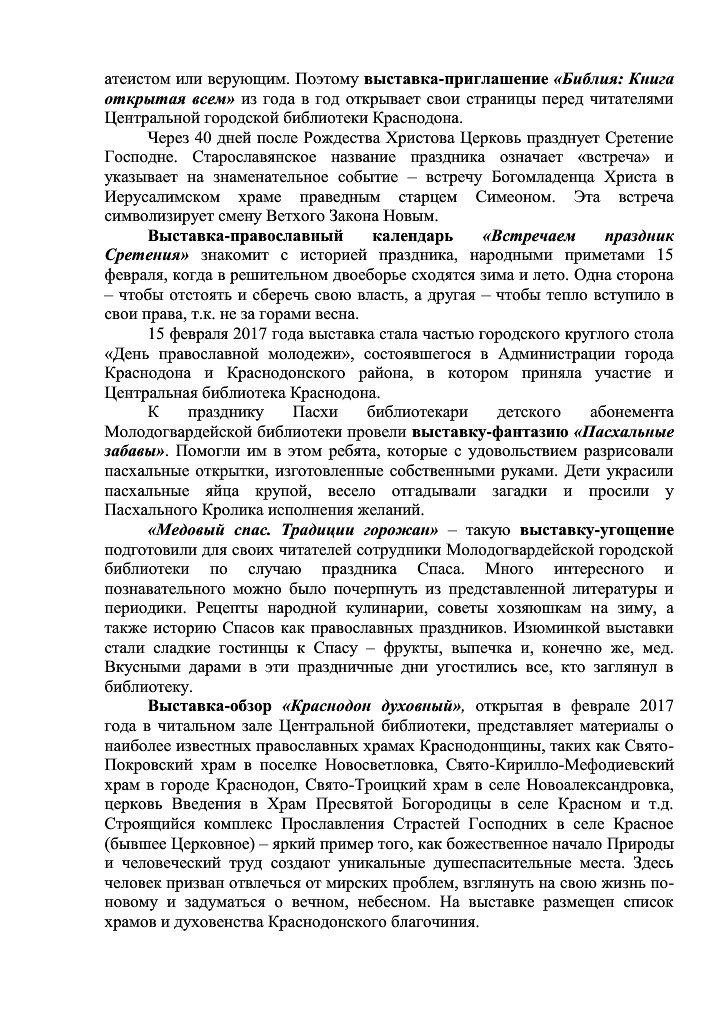 атеистом или верующим. Поэтому выставка-приглашение «Библия: Книга
открытая всем» из года в год открывает свои страницы перед читателями
Центральной городской библиотеки Краснодона.
Через 40 дней после Рождества Христова Церковь празднует Сретение
Господне. Старославянское название праздника означает «встреча» и
указывает на знаменательное событие – встречу Богомладенца Христа в
Иерусалимском храме праведным старцем Симеоном. Эта встреча
символизирует смену Ветхого Закона Новым.
Выставка-православный календарь «Встречаем праздник
Сретения» знакомит с историей праздника, народными приметами 15
февраля, когда в решительном двоеборье сходятся зима и лето. Одна сторона
– чтобы отстоять и сберечь свою власть, а другая – чтобы тепло вступило в
свои права, т.к. не за горами весна.
15 февраля 2017 года выставка стала частью городского круглого стола
«День православной молодежи», состоявшегося в Администрации города
Краснодона и Краснодонского района, в котором приняла участие и
Центральная библиотека Краснодона.
К празднику Пасхи библиотекари детского абонемента
Молодогвардейской библиотеки провели выставку-фантазию «Пасхальные
забавы». Помогли им в этом ребята, которые с удовольствием разрисовали
пасхальные открытки, изготовленные собственными руками. Дети украсили
пасхальные яйца крупой, весело отгадывали загадки и просили у
Пасхального Кролика исполнения желаний.
«Медовый спас. Традиции горожан» – такую выставку-угощение
подготовили для своих читателей сотрудники Молодогвардейской городской
библиотеки по случаю праздника Спаса. Много интересного и
познавательного можно было почерпнуть из представленной литературы и
периодики. Рецепты народной кулинарии, советы хозяюшкам на зиму, а
также историю Спасов как православных праздников. Изюминкой выставки
стали сладкие гостинцы к Спасу – фрукты, выпечка и, конечно же, мед.
Вкусными дарами в эти праздничные дни угостились все, кто заглянул в
библиотеку.
Выставка-обзор «Краснодон духовный», открытая в феврале 2017
года в читальном зале Центральной библиотеки, представляет материалы о
наиболее известных православных храмах Краснодонщины, таких как Свято-
Покровский храм в поселке Новосветловка, Свято-Кирилло-Мефодиевский
храм в городе Краснодон, Свято-Троицкий храм в селе Новоалександровка,
церковь Введения в Храм Пресвятой Богородицы в селе Красном и т.д.
Строящийся комплекс Прославления Страстей Господних в селе Красное
(бывшее Церковное) – яркий пример того, как божественное начало Природы
и человеческий труд создают уникальные душеспасительные места. Здесь
человек призван отвлечься от мирских проблем, взглянуть на свою жизнь по-
новому и задуматься о вечном, небесном. На выставке размещен список
храмов и духовенства Краснодонского благочиния.